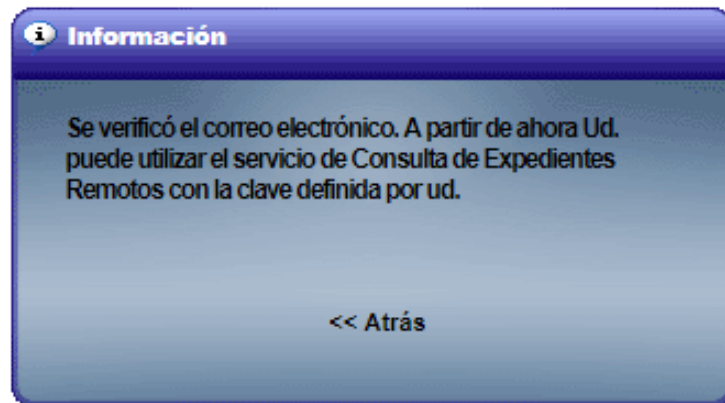 Información
Se verificó el correo electrónico. A partir de ahora Ud.
puede utilizar el servicio de Consulta de Expedientes
Remotos con la clave definida por ud.
<< Atrás